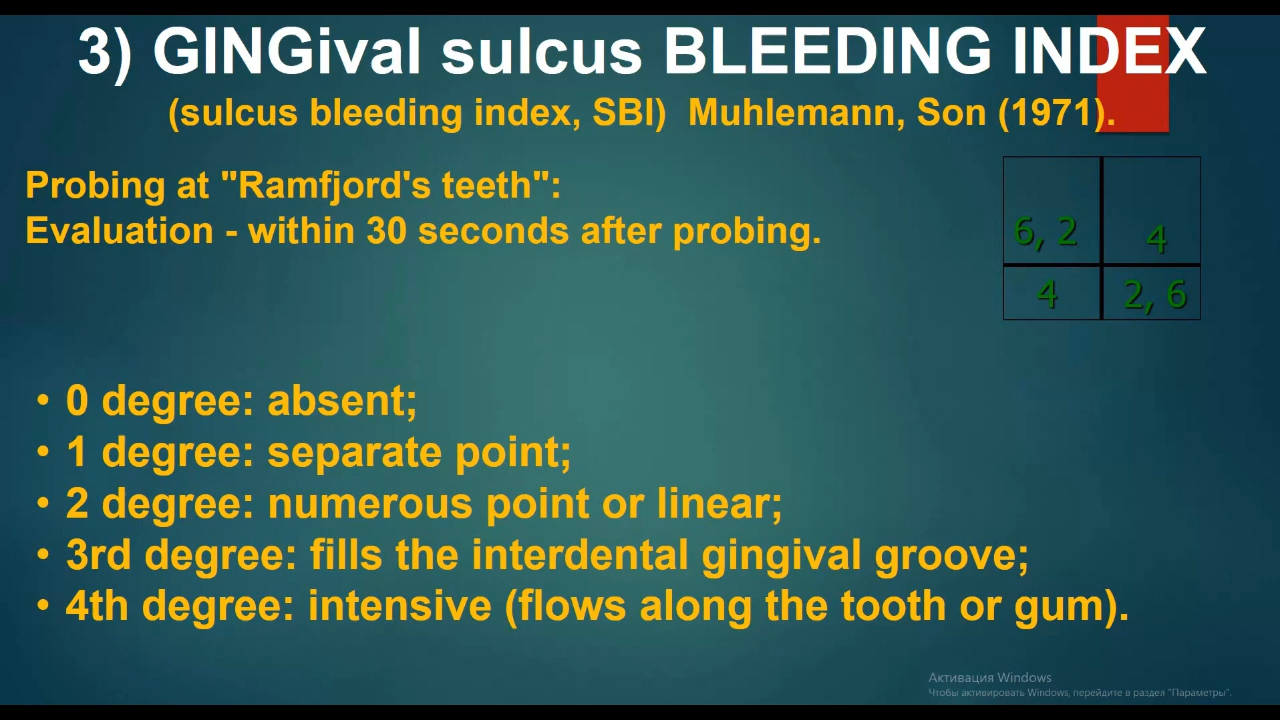 3) GINGival sulcus BLEEDING INDEX
(sulcus bleeding index, SBI) Muhlemann, Son (1971).
Probing at "Ramfjord's teeth":
Evaluation - within 30 seconds after probing.
6, 2 4
4 2, 6
• 0 degree: absent;
• 1 degree: separate point;
• 2 degree: numerous point or linear;
• 3rd degree: fills the interdental gingival groove;
• 4th degree: intensive (flows along the tooth or gum).
Активация Windows
Чтобы активировать Windows, перейдите в раздел "Параметры".